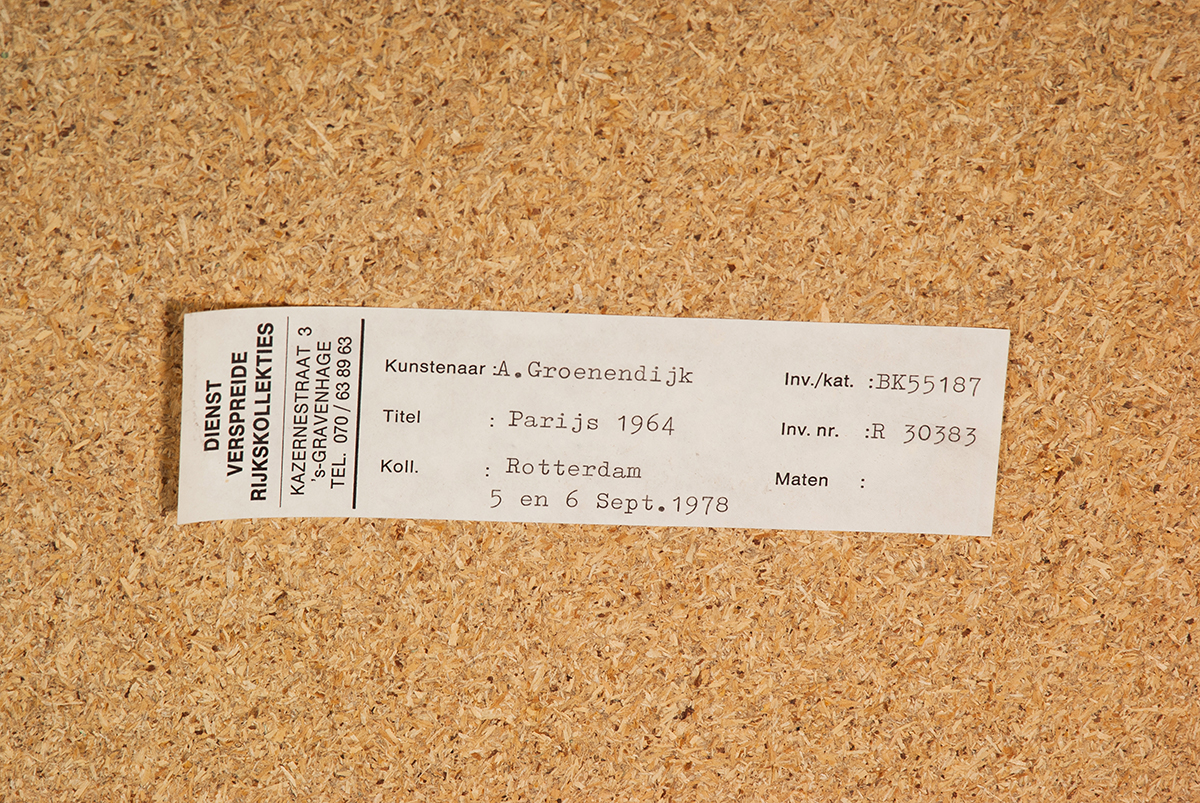 DIENST
VERSPREIDE
RIJKSKOLLEKTIES
KAZERNESTRAAT 3
's-GRAVENHAGE
TEL. 070 / 63 89 63
Kunstenaar :A.Groenendijk
Titel : Parijs 1964
Koll. : Rotterdam
5 en 6 Sept.1978
Inv./kat. :BK55187
Inv. nr. :R 30383
Maten :